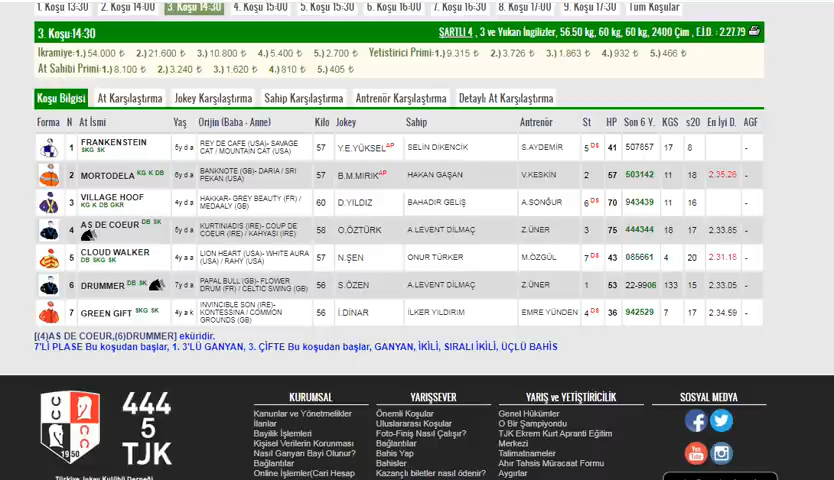 1. Koşu 13:30 2. Koşu 14:00 3. Koşu 14:30 4. Koşu 15:00 5. Koşu 15:30 6. Koşu 16:00 7. Koşu 16:30 8. Koşu 17:00 9. Koşu 17:30 Tüm Koşular
3. Koşu:14:30 ŞARTLI 4 , 3 ve Yukarı İngilizler, 56.50 kg, 60 kg, 60 kg, 2400 Çim , E.İ.D. : 2.27.79
İkramiye:1.) 54.000 ₺ 2.) 21.600 ₺ 3.) 10.800 ₺ 4.) 5.400 ₺ 5.) 2.700 ₺ Yetistirici Primi:1.) 9.315 ₺ 2.) 3.726 ₺ 3.) 1.863 ₺ 4.) 932 ₺ 5.) 466 ₺
At Sahibi Primi:1.) 8.100 ₺ 2.) 3.240 ₺ 3.) 1.620 ₺ 4.) 810 ₺ 5.) 405 ₺
Koşu Bilgisi At Karşılaştırma Jokey Karşılaştırma Sahip Karşılaştırma Antrenör Karşılaştırma Detaylı At Karşılaştırma
Forma N At İsmi Yaş Orijin (Baba - Anne) Kilo Jokey Sahip Antrenör St HP Son 6 Y. KGS s20 En İyi D. AGF
1 FRANKENSTEIN SKG SK 5y d a REY DE CAFE (USA)- SAVAGE CAT / MOUNTAIN CAT (USA) 57 Y.E.YÜKSEL AP SELİN DİKENCİK S.AYDEMİR 5 DS 41 507857 17 8 -
2 MORTODELA KG K DB 6y d a BANKNOTE (GB)- DARIA / SRI PEKAN (USA) 57 B.M.MIRIK AP HAKAN GAŞAN V.KESKİN 2 57 503142 11 18 2.35.26 -
3 VILLAGE HOOF KG K DB GKR 4y d a HAKKAR- GREY BEAUTY (FR) / MEDAALY (GB) 60 D.YILDIZ BAHADIR GELİŞ A.SONĞUR 6 DS 70 943439 11 16 -
4 AS DE COEUR DB SK 5y d a KURTINIADIS (IRE)- COUP DE COEUR (IRE) / KAHYASI (IRE) 58 O.ÖZTÜRK A.LEVENT DİLMAÇ Z.ÜNER 3 75 444344 18 17 2.33.85 -
5 CLOUD WALKER DB SKG SK 4y a a LION HEART (USA)- WHITE AURA (USA) / RAHY (USA) 57 N.ŞEN ONUR TÜRKER M.ÖZGÜL 7 DS 43 085661 4 20 2.31.18 -
6 DRUMMER DB SK 7y d a PAPAL BULL (GB)- FLOWER DRUM (FR) / CELTIC SWING (GB) 56 S.ÖZEN A.LEVENT DİLMAÇ Z.ÜNER 1 53 22-9906 133 15 2.33.05 -
7 GREEN GIFT SKG SK 4y a k INVINCIBLE SON (IRE)- KONTESSINA / COMMON GROUNDS (GB) 56 İ.DİNAR İLKER YILDIRIM EMRE YÜNDEN 4 DS 36 942529 7 17 2.34.59 -
[(4)AS DE COEUR,(6)DRUMMER] eküridir.
7'Lİ PLASE Bu koşudan başlar, 1. 3'LÜ GANYAN, 3. ÇİFTE Bu koşudan başlar, GANYAN, İKİLİ, SIRALI İKİLİ, ÜÇLÜ BAHİS
KURUMSAL YARIŞSEVER YARIŞ ve YETİŞTİRİCİLİK SOSYAL MEDYA
Kanunlar ve Yönetmelikler Önemli Koşular Genel Hükümler
İlanlar Uluslararası Koşular O Bir Şampiyondu
Bayilik İşlemleri Foto-Finiş Nasıl Çalışır? TJK Ekrem Kurt Apranti Eğitim
Kişisel Verilerin Korunması Bağlantılar Merkezi
Nasıl Ganyan Bayi Olunur? Bahis Yap Talimatnameler
Bağlantılar Bahisler Ahır Tahsis Müracaat Formu
Online İşlemler(Cari Hesap Kazançlı biletler nasıl ödenir? Aygırlar
444
5
TJK
1950
Türkiye Jokey Kulübü Derneği
You Tube